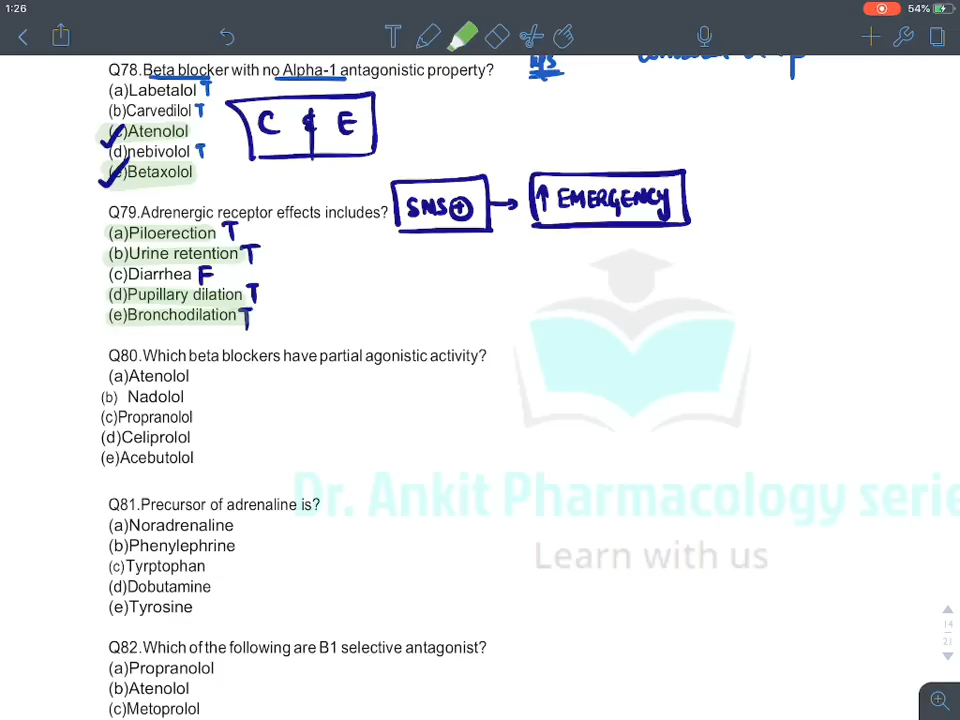 1:26
54%
Q78.Beta blocker with no Alpha-1 antagonistic property?
(a)Labetalol T
(b)Carvedilol T
(c)Atenolol
(d)nebivolol T
(e)Betaxolol
C & E
Q79.Adrenergic receptor effects includes?
SNS + → ↑ EMERGENCY
(a)Piloerection T
(b)Urine retention T
(c)Diarrhea F
(d)Pupillary dilation T
(e)Bronchodilation T
Q80.Which beta blockers have partial agonistic activity?
(a)Atenolol
(b) Nadolol
(c)Propranolol
(d)Celiprolol
(e)Acebutolol
Q81.Precursor of adrenaline is?
(a)Noradrenaline
(b)Phenylephrine
(c)Tyrptophan
(d)Dobutamine
(e)Tyrosine
Dr. Ankit Pharmacology serie
Learn with us
Q82.Which of the following are B1 selective antagonist?
(a)Propranolol
(b)Atenolol
(c)Metoprolol
14
21